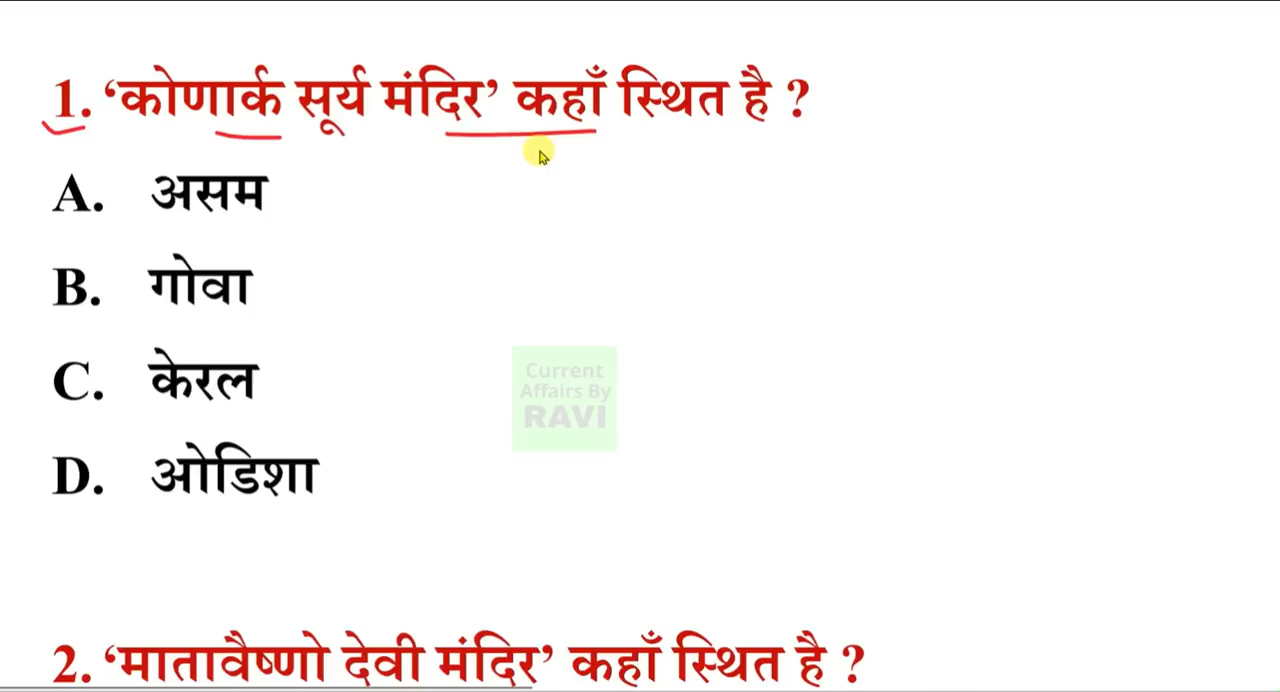 1. ‘कोणार्क सूर्य मंदिर’ कहाँ स्थित है ?
A. असम
B. गोवा
C. केरल
D. ओडिशा
Current
Affairs By
RAVI
2. ‘मातावैष्णो देवी मंदिर’ कहाँ स्थित है ?